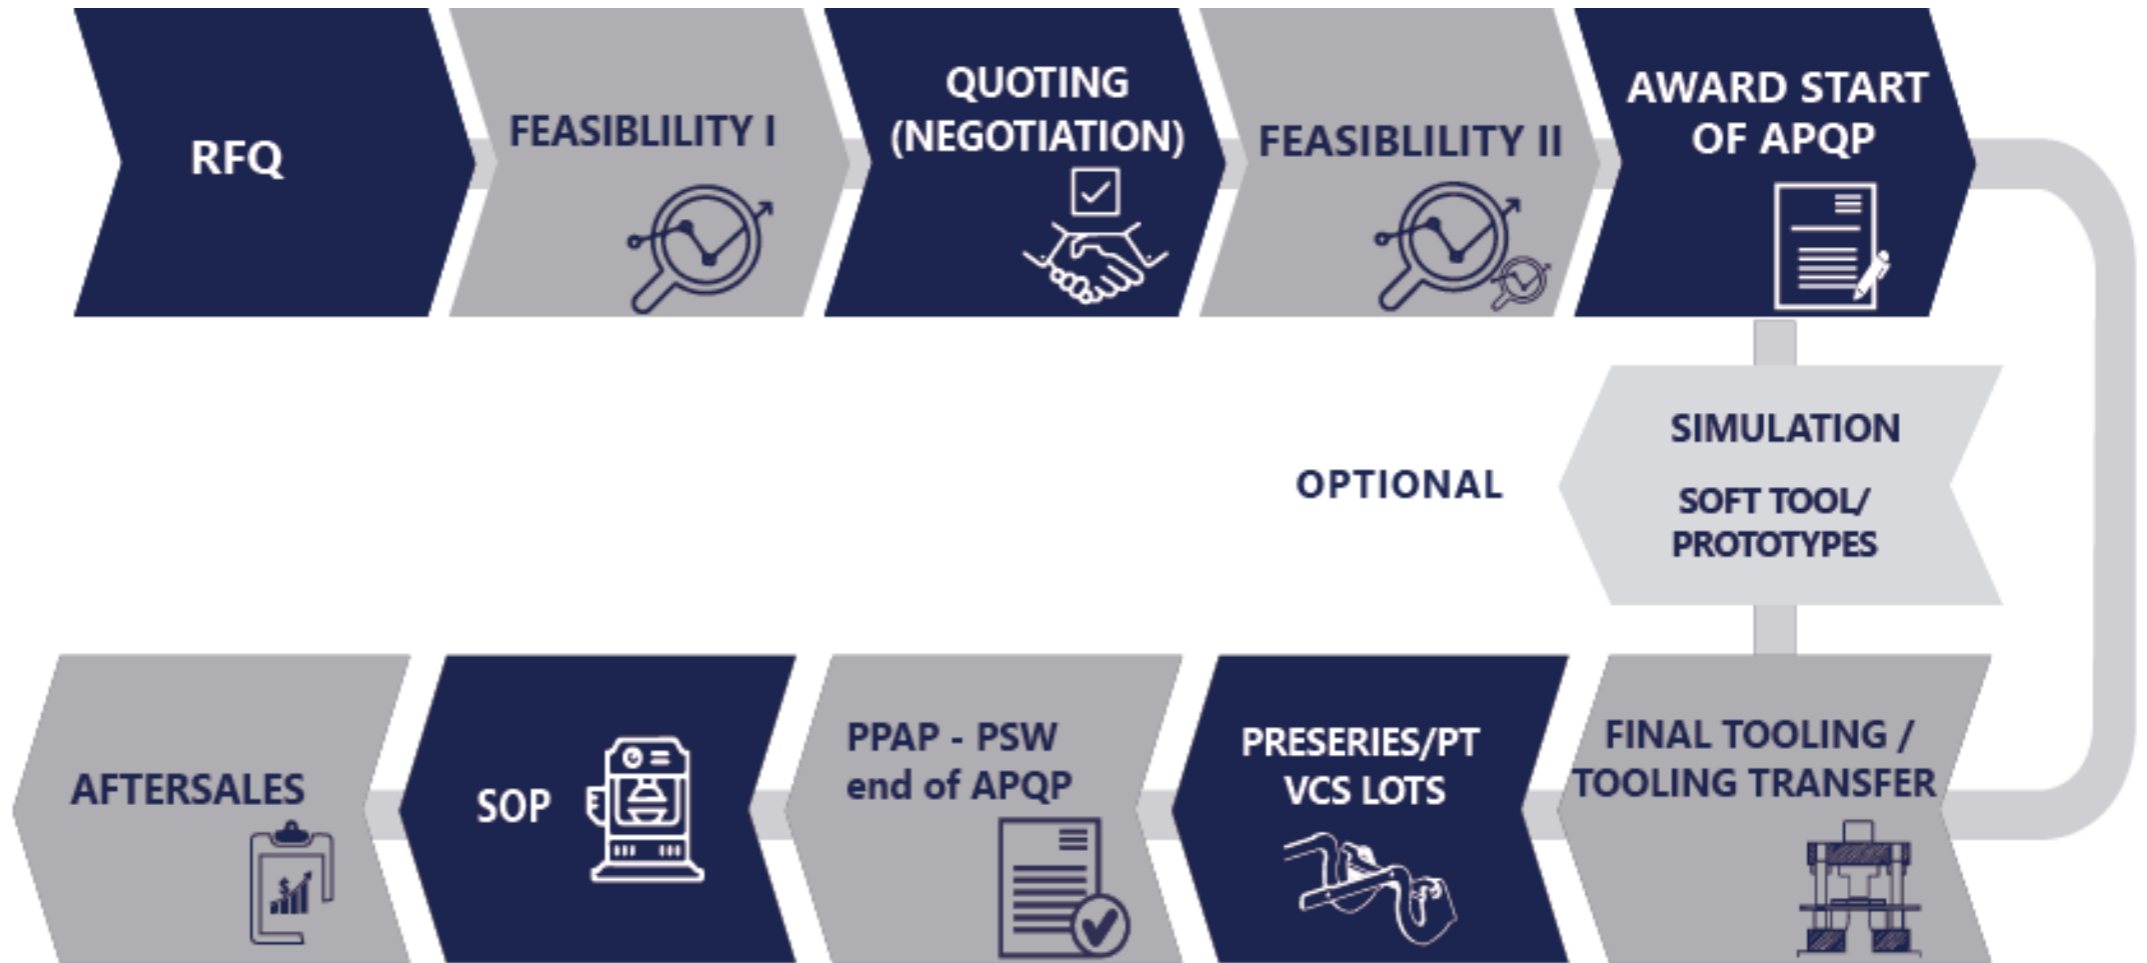 RFQ
FEASIBLILITY I
QUOTING
(NEGOTIATION)
FEASIBLILITY II
AWARD START
OF APQP
SIMULATION
SOFT TOOL/
PROTOTYPES
OPTIONAL
FINAL TOOLING /
TOOLING TRANSFER
PRESERIES/PT
VCS LOTS
PPAP - PSW
end of APQP
SOP
AFTERSALES
$